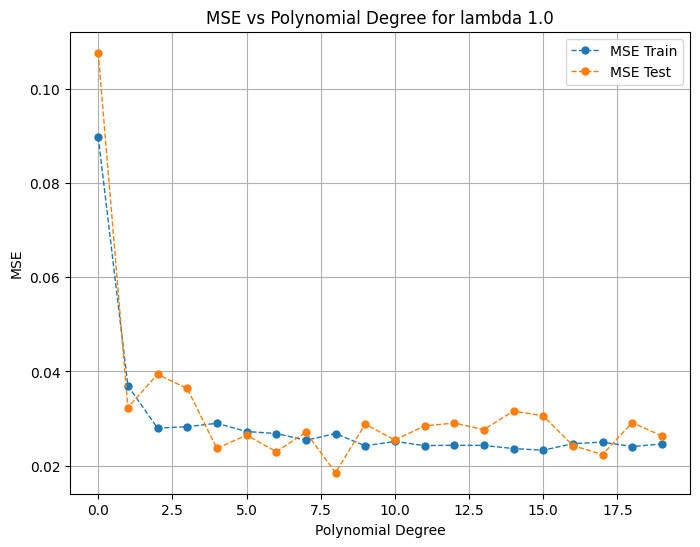 MSE vs Polynomial Degree for lambda 1.0
MSE Train
MSE Test
0.10
0.08
0.06
0.04
0.02
MSE
0.0 2.5 5.0 7.5 10.0 12.5 15.0 17.5
Polynomial Degree